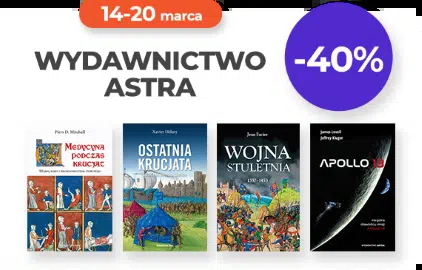 14-20 marca
WYDAWNICTWO
ASTRA
-40%
Piers D. Mitchell
MEDYCYNA
PODCZAS
KRUCJAT
Xavier Hélary
OSTATNIA
KRUCJATA
Jean Favier
WOJNA
STULETNIA
1337-1453
James Lovell
Jeffrey Kluger
APOLLO 13